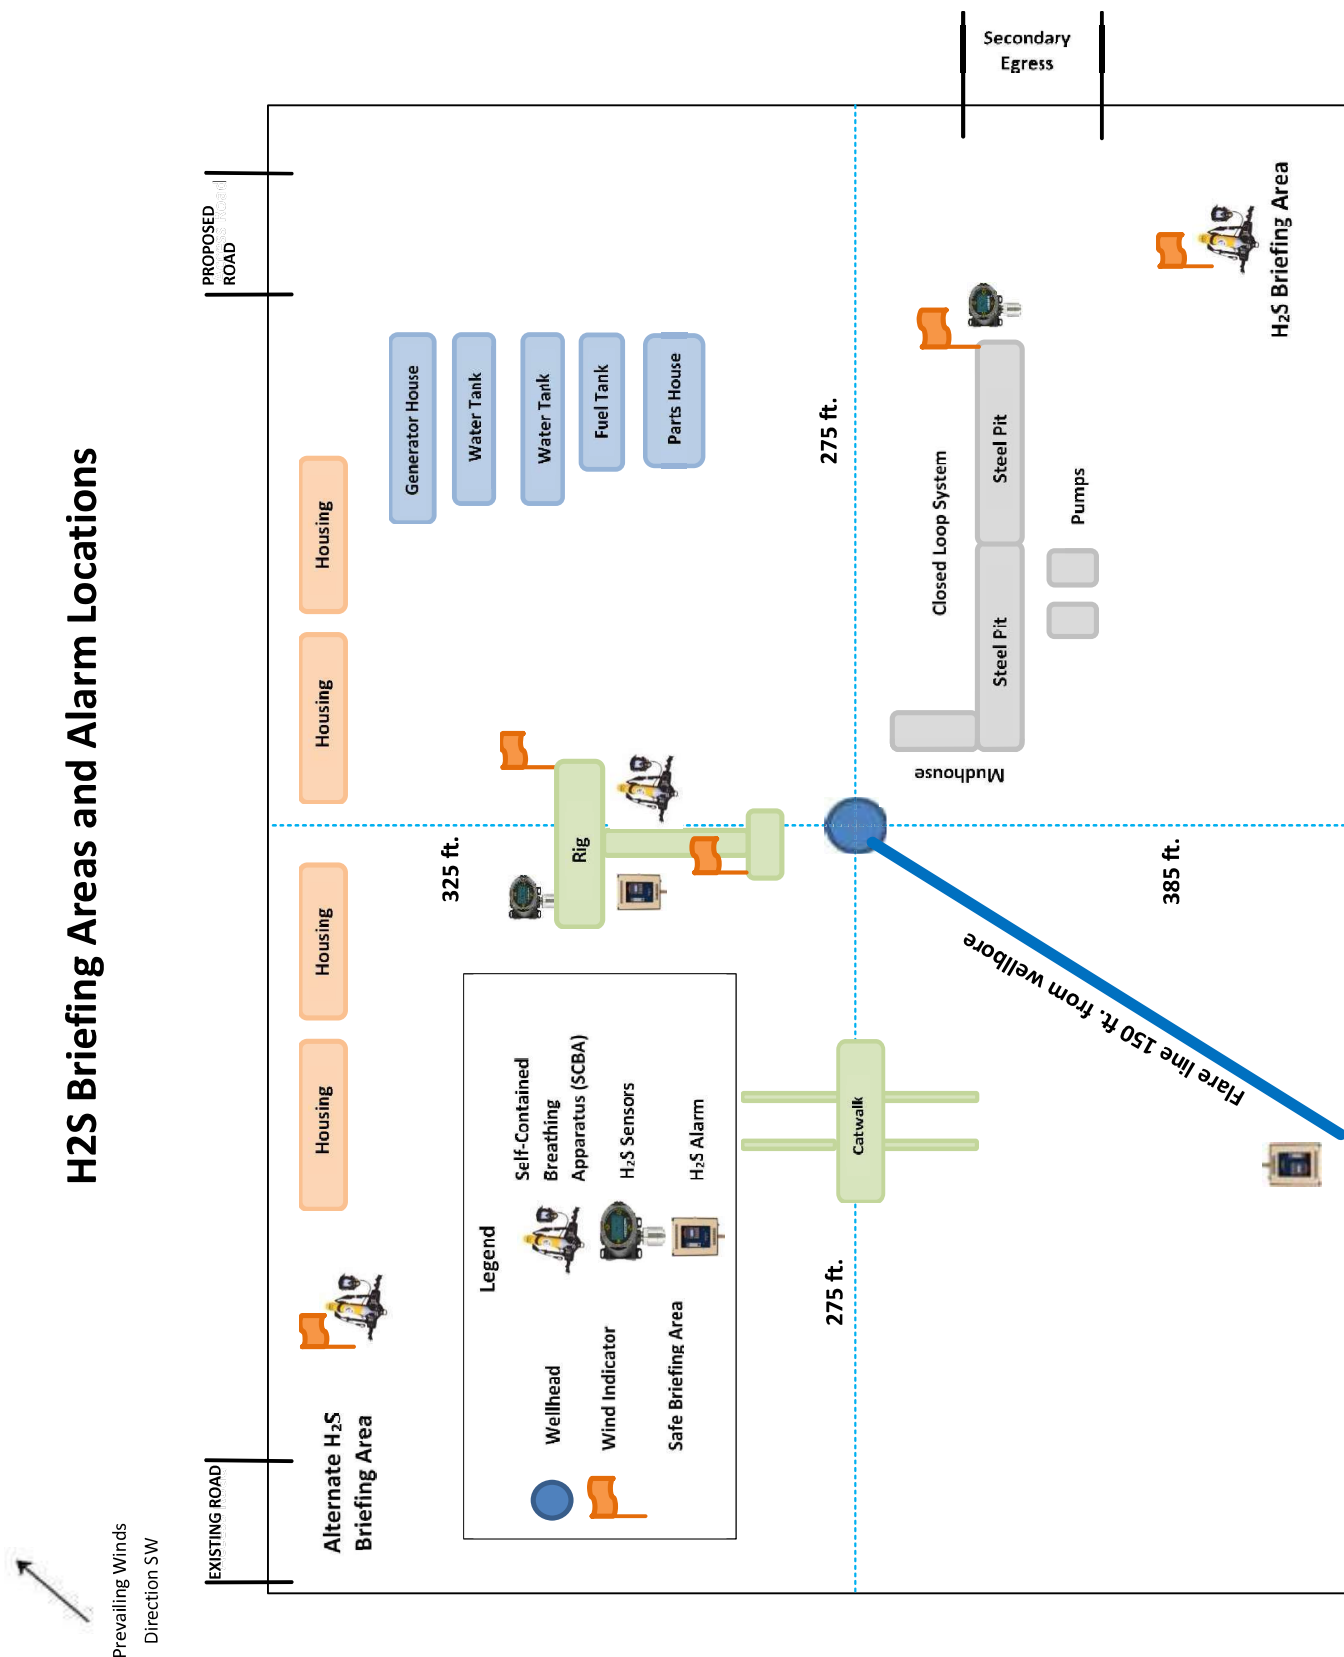 H2S Briefing Areas and Alarm Locations
Prevailing Winds
Direction SW
EXISTING ROAD
PROPOSED
ROAD
Secondary
Egress
Alternate H₂S
Briefing Area
Housing
Housing
Housing
Housing
Generator House
Water Tank
Water Tank
Fuel Tank
Parts House
325 ft.
Rig
Legend
Wellhead
Wind Indicator
Safe Briefing Area
Self-Contained
Breathing
Apparatus (SCBA)
H₂S Sensors
H₂S Alarm
275 ft.
Catwalk
275 ft.
Closed Loop System
Mudhouse
Steel Pit
Steel Pit
Pumps
Flare line 150 ft. from wellbore
385 ft.
H₂S Briefing Area